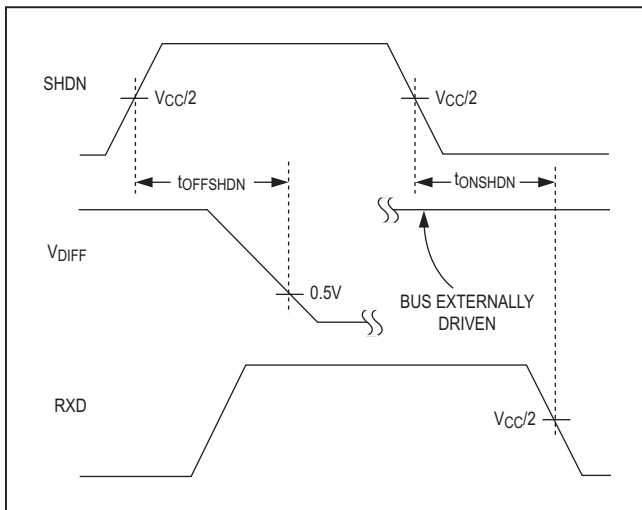 SHDN
VCC/2
VCC/2
tOFFSHDN
tONSHDN
VDIFF
0.5V
BUS EXTERNALLY
DRIVEN
RXD
VCC/2